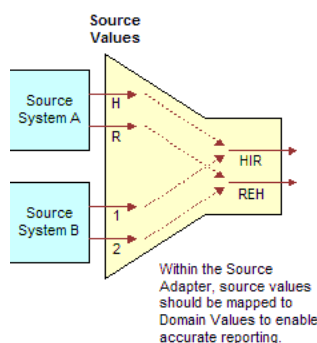 Source
Values
Source
System A
H
R
HIR
REH
Source
System B
1
2
Within the Source
Adapter, source values
should be mapped to
Domain Values to enable
accurate reporting.